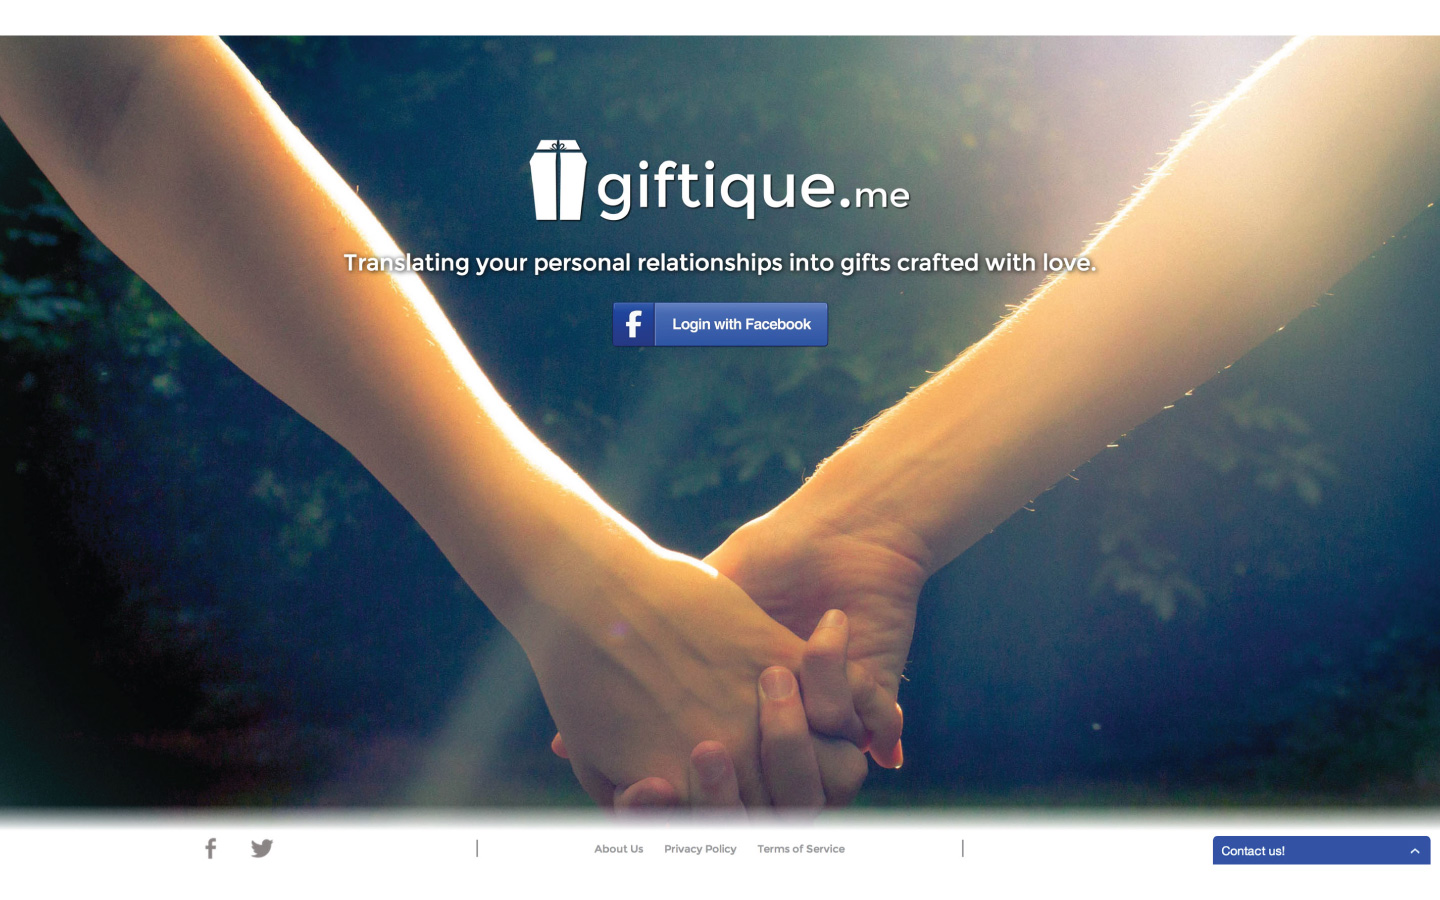 giftique.me
Translating your personal relationships into gifts crafted with love.
Login with Facebook
About Us Privacy Policy Terms of Service
Contact us!